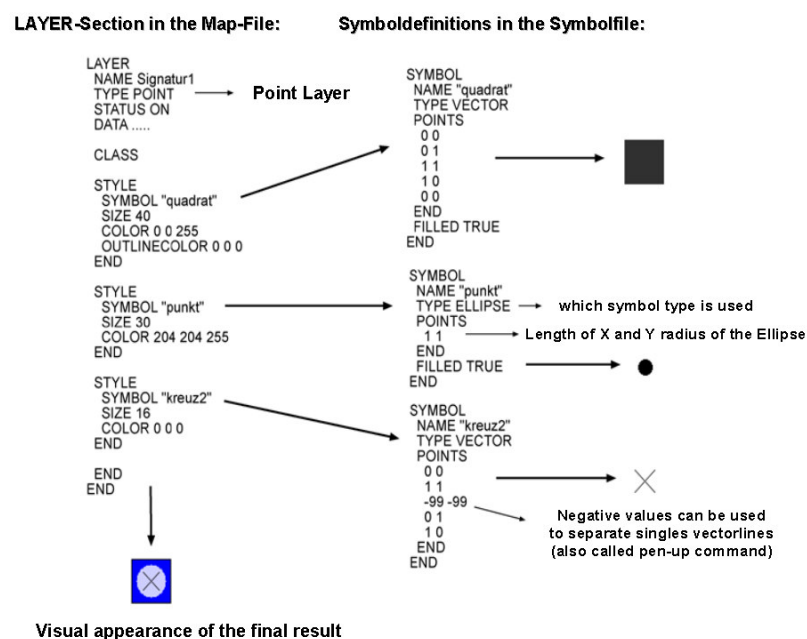 LAYER-Section in the Map-File:
LAYER
NAME Signatur1
TYPE POINT
Point Layer
STATUS ON
DATA .....
CLASS
STYLE
SYMBOL "quadrat"
SIZE 40
COLOR 0 0 255
OUTLINECOLOR 0 0 0
END
STYLE
SYMBOL "punkt"
SIZE 30
COLOR 204 204 255
END
STYLE
SYMBOL "kreuz2"
SIZE 16
COLOR 0 0 0
END
END
END
Visual appearance of the final result
Symboldefinitions in the Symbolfile:
SYMBOL
NAME "quadrat"
TYPE VECTOR
POINTS
0 0
0 1
1 1
1 0
0 0
END
FILLED TRUE
END
SYMBOL
NAME "punkt"
TYPE ELLIPSE
which symbol type is used
POINTS
1 1
Length of X and Y radius of the Ellipse
END
FILLED TRUE
END
SYMBOL
NAME "kreuz2"
TYPE VECTOR
POINTS
0 0
1 1
-99 -99
0 1
1 0
END
END
Negative values can be used
to separate singles vectorlines
(also called pen-up command)